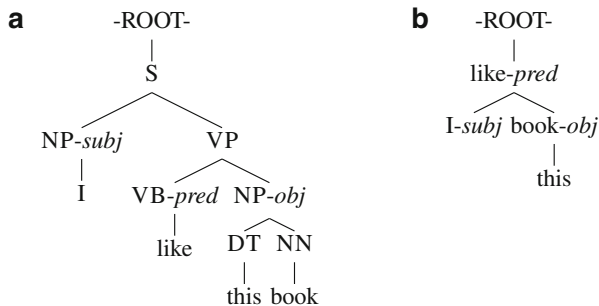 a
-ROOT-
S
NP-subj VP
I VB-pred NP-obj
like DT NN
this book
b
-ROOT-
like-pred
I-subj book-obj
this